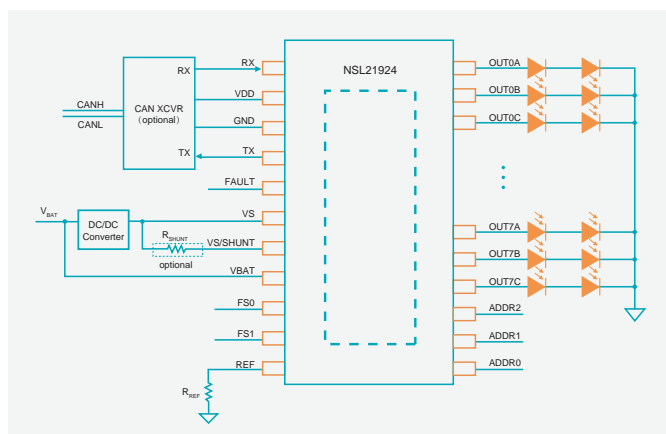 NSL21924
RX
VDD
GND
TX
FAULT
VS
VS/SHUNT
VBAT
FS0
FS1
REF
RX
CAN XCVR
（optional）
TX
CANH
CANL
VBAT
DC/DC
Converter
RSHUNT
optional
RREF
OUT0A
OUT0B
OUT0C
OUT7A
OUT7B
OUT7C
ADDR2
ADDR1
ADDR0